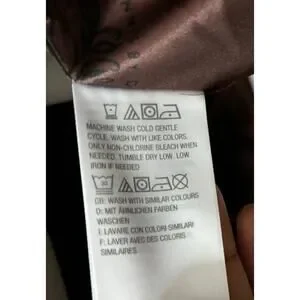 MACHINE WASH COLD GENTLE
CYCLE. WASH WITH LIKE COLORS.
ONLY NON-CHLORINE BLEACH WHEN
NEEDED. TUMBLE DRY LOW. LOW
IRON IF NEEDED
30
GB: WASH WITH SIMILAR COLOURS
D: MIT ÄHNLICHEN FARBEN
WASCHEN
I: LAVARE CON COLORI SIMILARI
F: LAVER AVEC DES COLORIS
SIMILAIRES